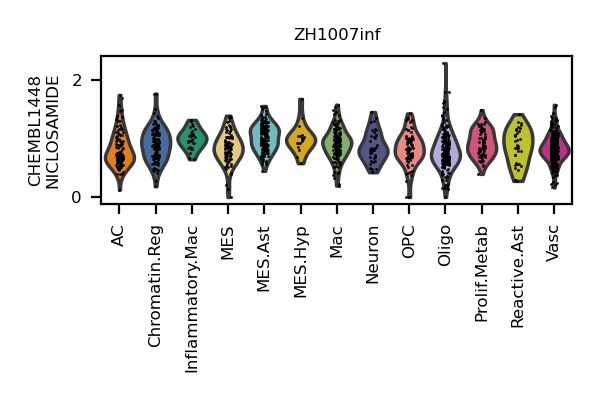 ZH1007inf
CHEMBL1448
NICLOSAMIDE
2
0
AC
Chromatin.Reg
Inflammatory.Mac
MES
MES.Ast
MES.Hyp
Mac
Neuron
OPC
Oligo
Prolif.Metab
Reactive.Ast
Vasc